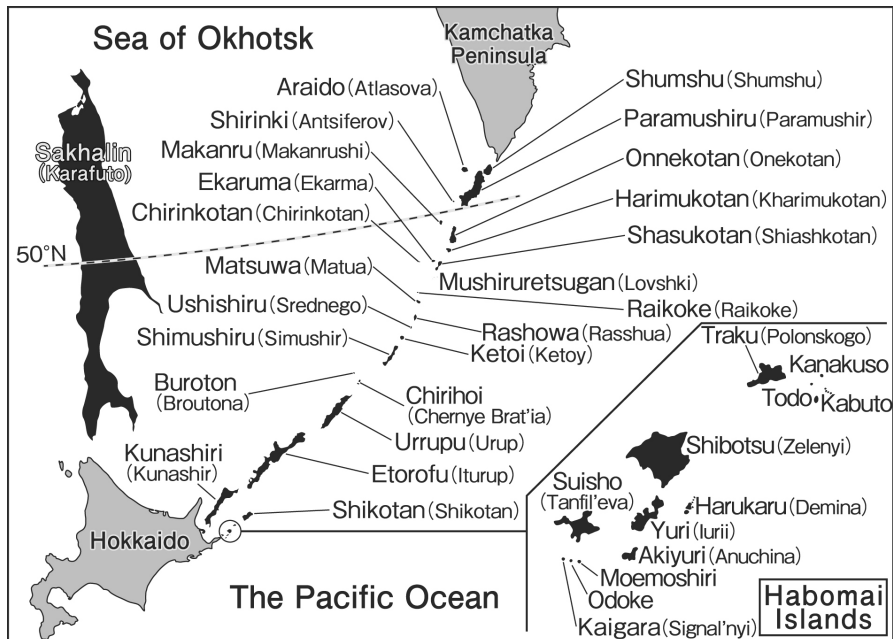 Sea of Okhotsk
Kamchatka
Peninsula
Araido (Atlasova)
Shirinki (Antsiferov)
Makanru (Makanrushi)
Ekaruma (Ekarma)
Chirinkotan (Chirinkotan)
Sakhalin
(Karafuto)
50°N
Shumshu (Shumshu)
Paramushiru (Paramushir)
Onnekotan (Onekotan)
Harimukotan (Kharimukotan)
Shasukotan (Shiashkotan)
Mushiruretsugan (Lovshki)
Raikoke (Raikoke)
Matsuwa (Matua)
Ushishiru (Srednego)
Shimushiru (Simushir)
Rashowa (Rasshua)
Ketoi (Ketoy)
Buroton
(Broutona)
Chirihoi
(Chernye Brat'ia)
Urrupu (Urup)
Etorofu (Iturup)
Kunashiri
(Kunashir)
Shikotan (Shikotan)
Hokkaido
The Pacific Ocean
Traku (Polonskogo)
Kanakuso
Todo
Kabuto
Shibotsu (Zelenyi)
Suisho
(Tanfil'eva)
Harukaru (Demina)
Yuri (Iurii)
Akiyuri (Anuchina)
Moemoshiri
Odoke
Kaigara (Signal'nyi)
Habomai
Islands